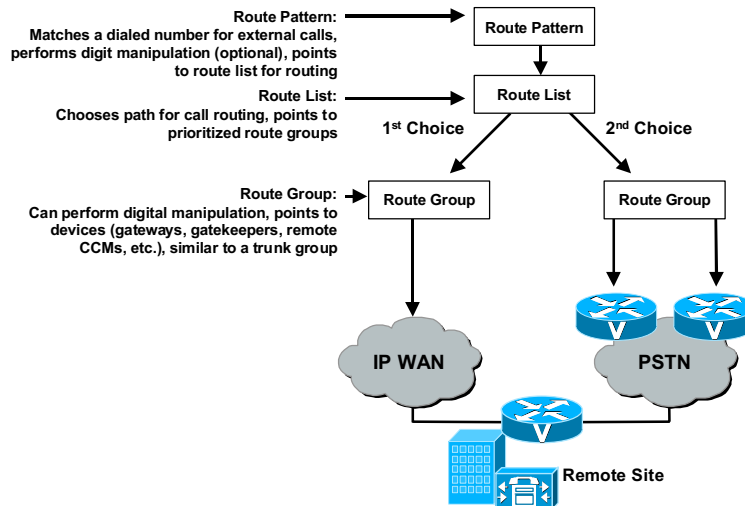 Route Pattern:
Matches a dialed number for external calls,
performs digit manipulation (optional), points
to route list for routing
Route Pattern
Route List:
Chooses path for call routing, points to
prioritized route groups
Route List
1st Choice
2nd Choice
Route Group:
Can perform digital manipulation, points to
devices (gateways, gatekeepers, remote
CCMs, etc.), similar to a trunk group
Route Group
Route Group
V
V
IP WAN
PSTN
V
Remote Site